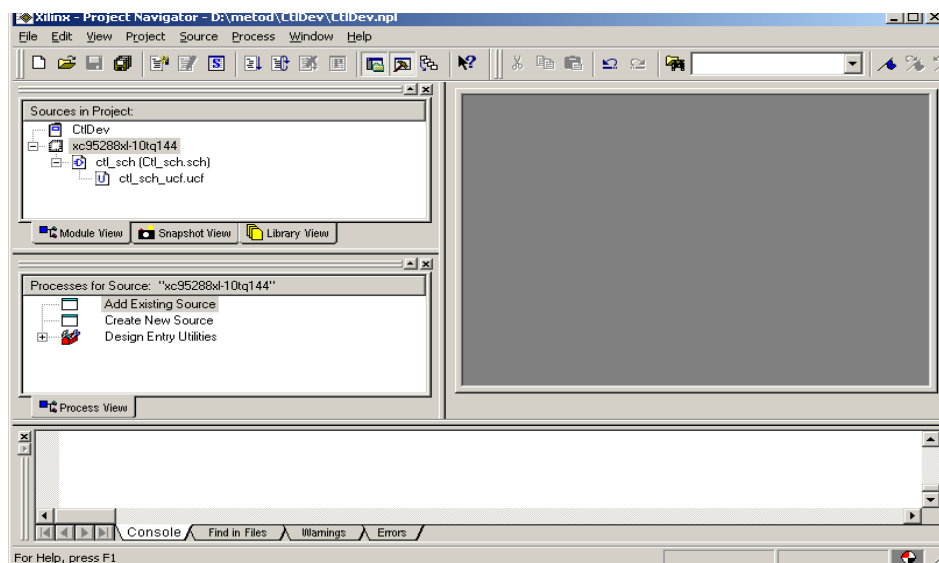 Xilinx - Project Navigator - D:\metod\CtlDev\CtlDev.npl
File Edit View Project Source Process Window Help
Sources in Project:
CtlDev
xc95288xl-10tq144
ctl_sch (Ctl_sch.sch)
ctl_sch_ucf.ucf
Module View Snapshot View Library View
Processes for Source: "xc95288xl-10tq144"
Add Existing Source
Create New Source
Design Entry Utilities
Process View
Console Find in Files Warnings Errors
For Help, press F1